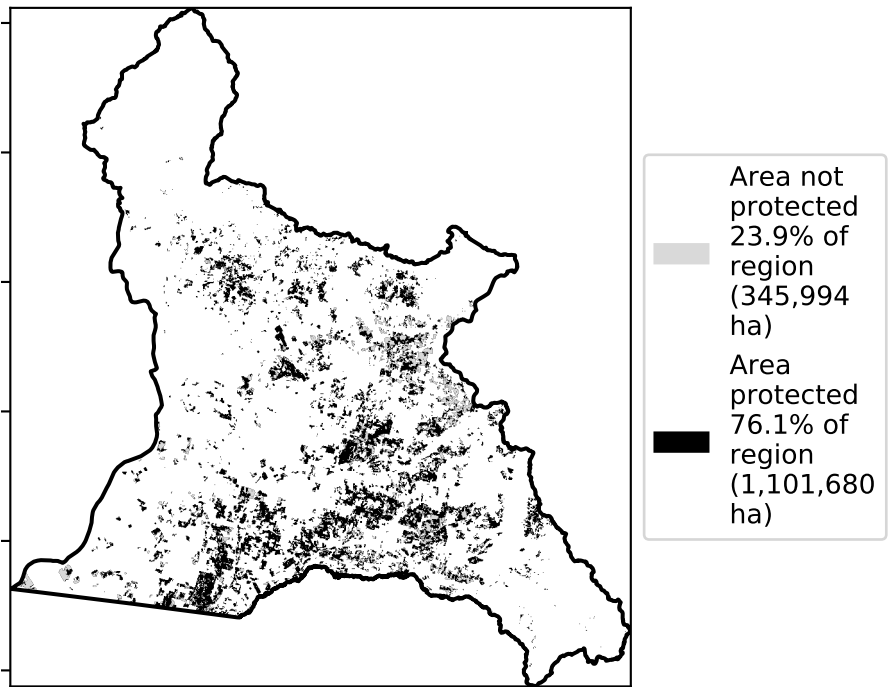 Area not
protected
23.9% of
region
(345,994
ha)
Area
protected
76.1% of
region
(1,101,680
ha)